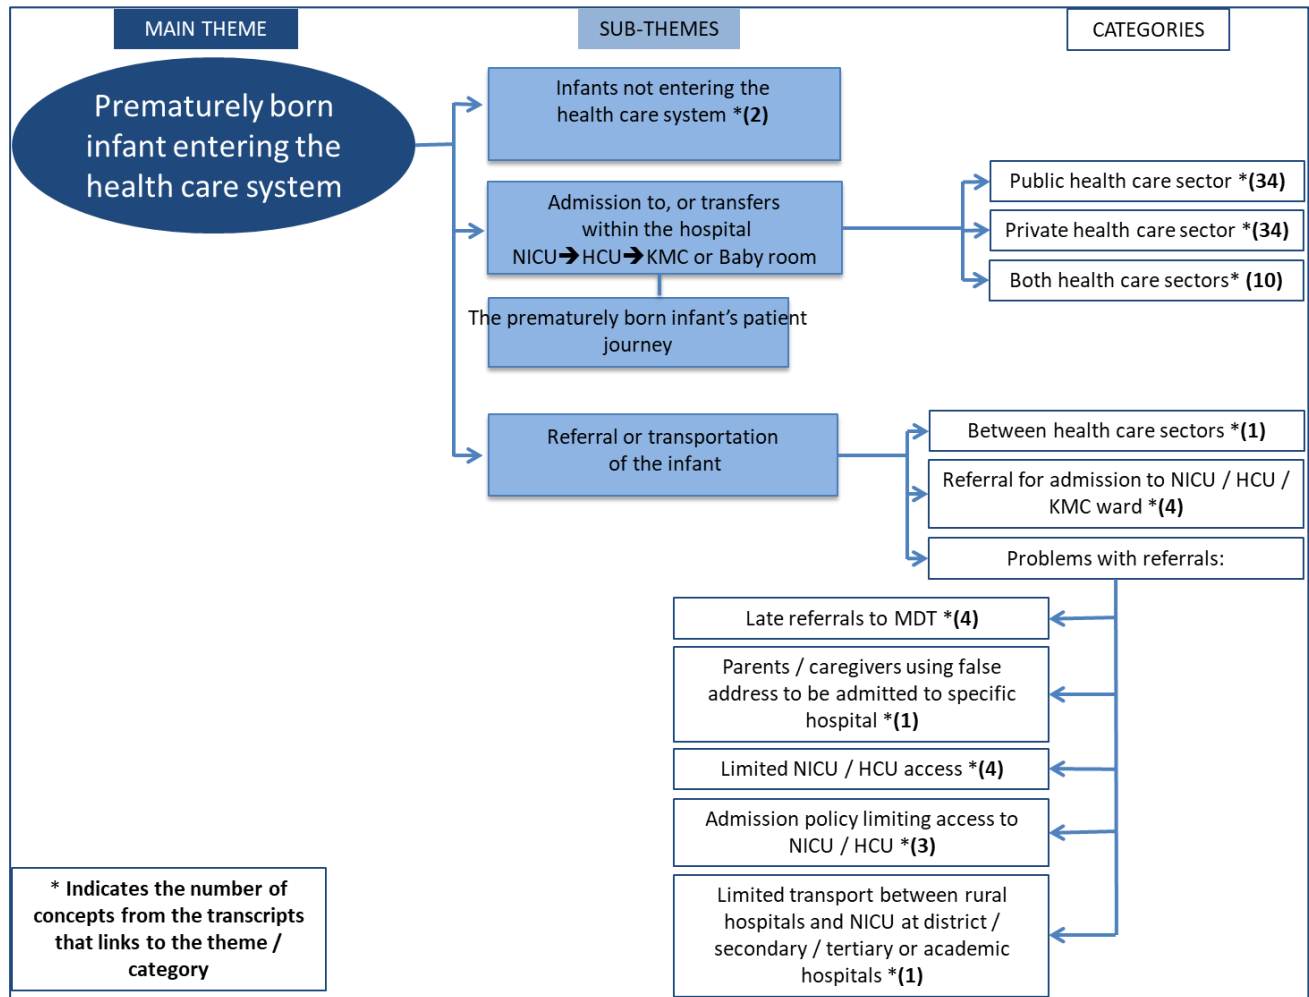 MAIN THEME
SUB-THEMES
CATEGORIES
Prematurely born
infant entering the
health care system
Infants not entering the
health care system *(2)
Admission to, or transfers
within the hospital
NICU➔HCU➔KMC or Baby room
The prematurely born infant's patient
journey
Public health care sector *(34)
Private health care sector *(34)
Both health care sectors* (10)
Referral or transportation
of the infant
Between health care sectors *(1)
Referral for admission to NICU / HCU /
KMC ward *(4)
Problems with referrals:
Late referrals to MDT *(4)
Parents / caregivers using false
address to be admitted to specific
hospital *(1)
Limited NICU / HCU access *(4)
Admission policy limiting access to
NICU / HCU *(3)
Limited transport between rural
hospitals and NICU at district /
secondary / tertiary or academic
hospitals *(1)
* Indicates the number of
concepts from the transcripts
that links to the theme /
category